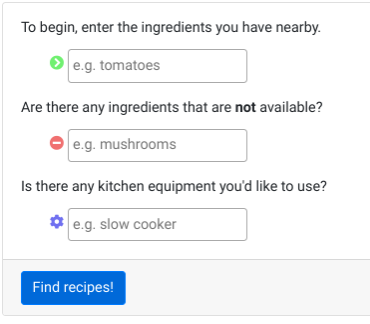 To begin, enter the ingredients you have nearby.
e.g. tomatoes
Are there any ingredients that are not available?
e.g. mushrooms
Is there any kitchen equipment you'd like to use?
e.g. slow cooker
Find recipes!